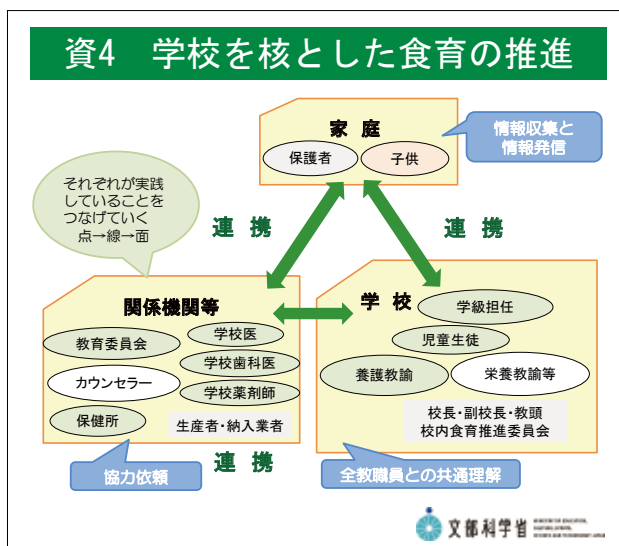 資4　学校を核とした食育の推進
家 庭
保護者
子供
情報収集と
情報発信
それぞれが実践
していることを
つなげていく
点→線→面
連 携
連 携
関係機関等
教育委員会
カウンセラー
保健所
学校医
学校歯科医
学校薬剤師
生産者・納入業者
学 校
学級担任
児童生徒
養護教諭
栄養教諭等
校長・副校長・教頭
校内食育推進委員会
協力依頼
連 携
全教職員との共通理解
文部科学省